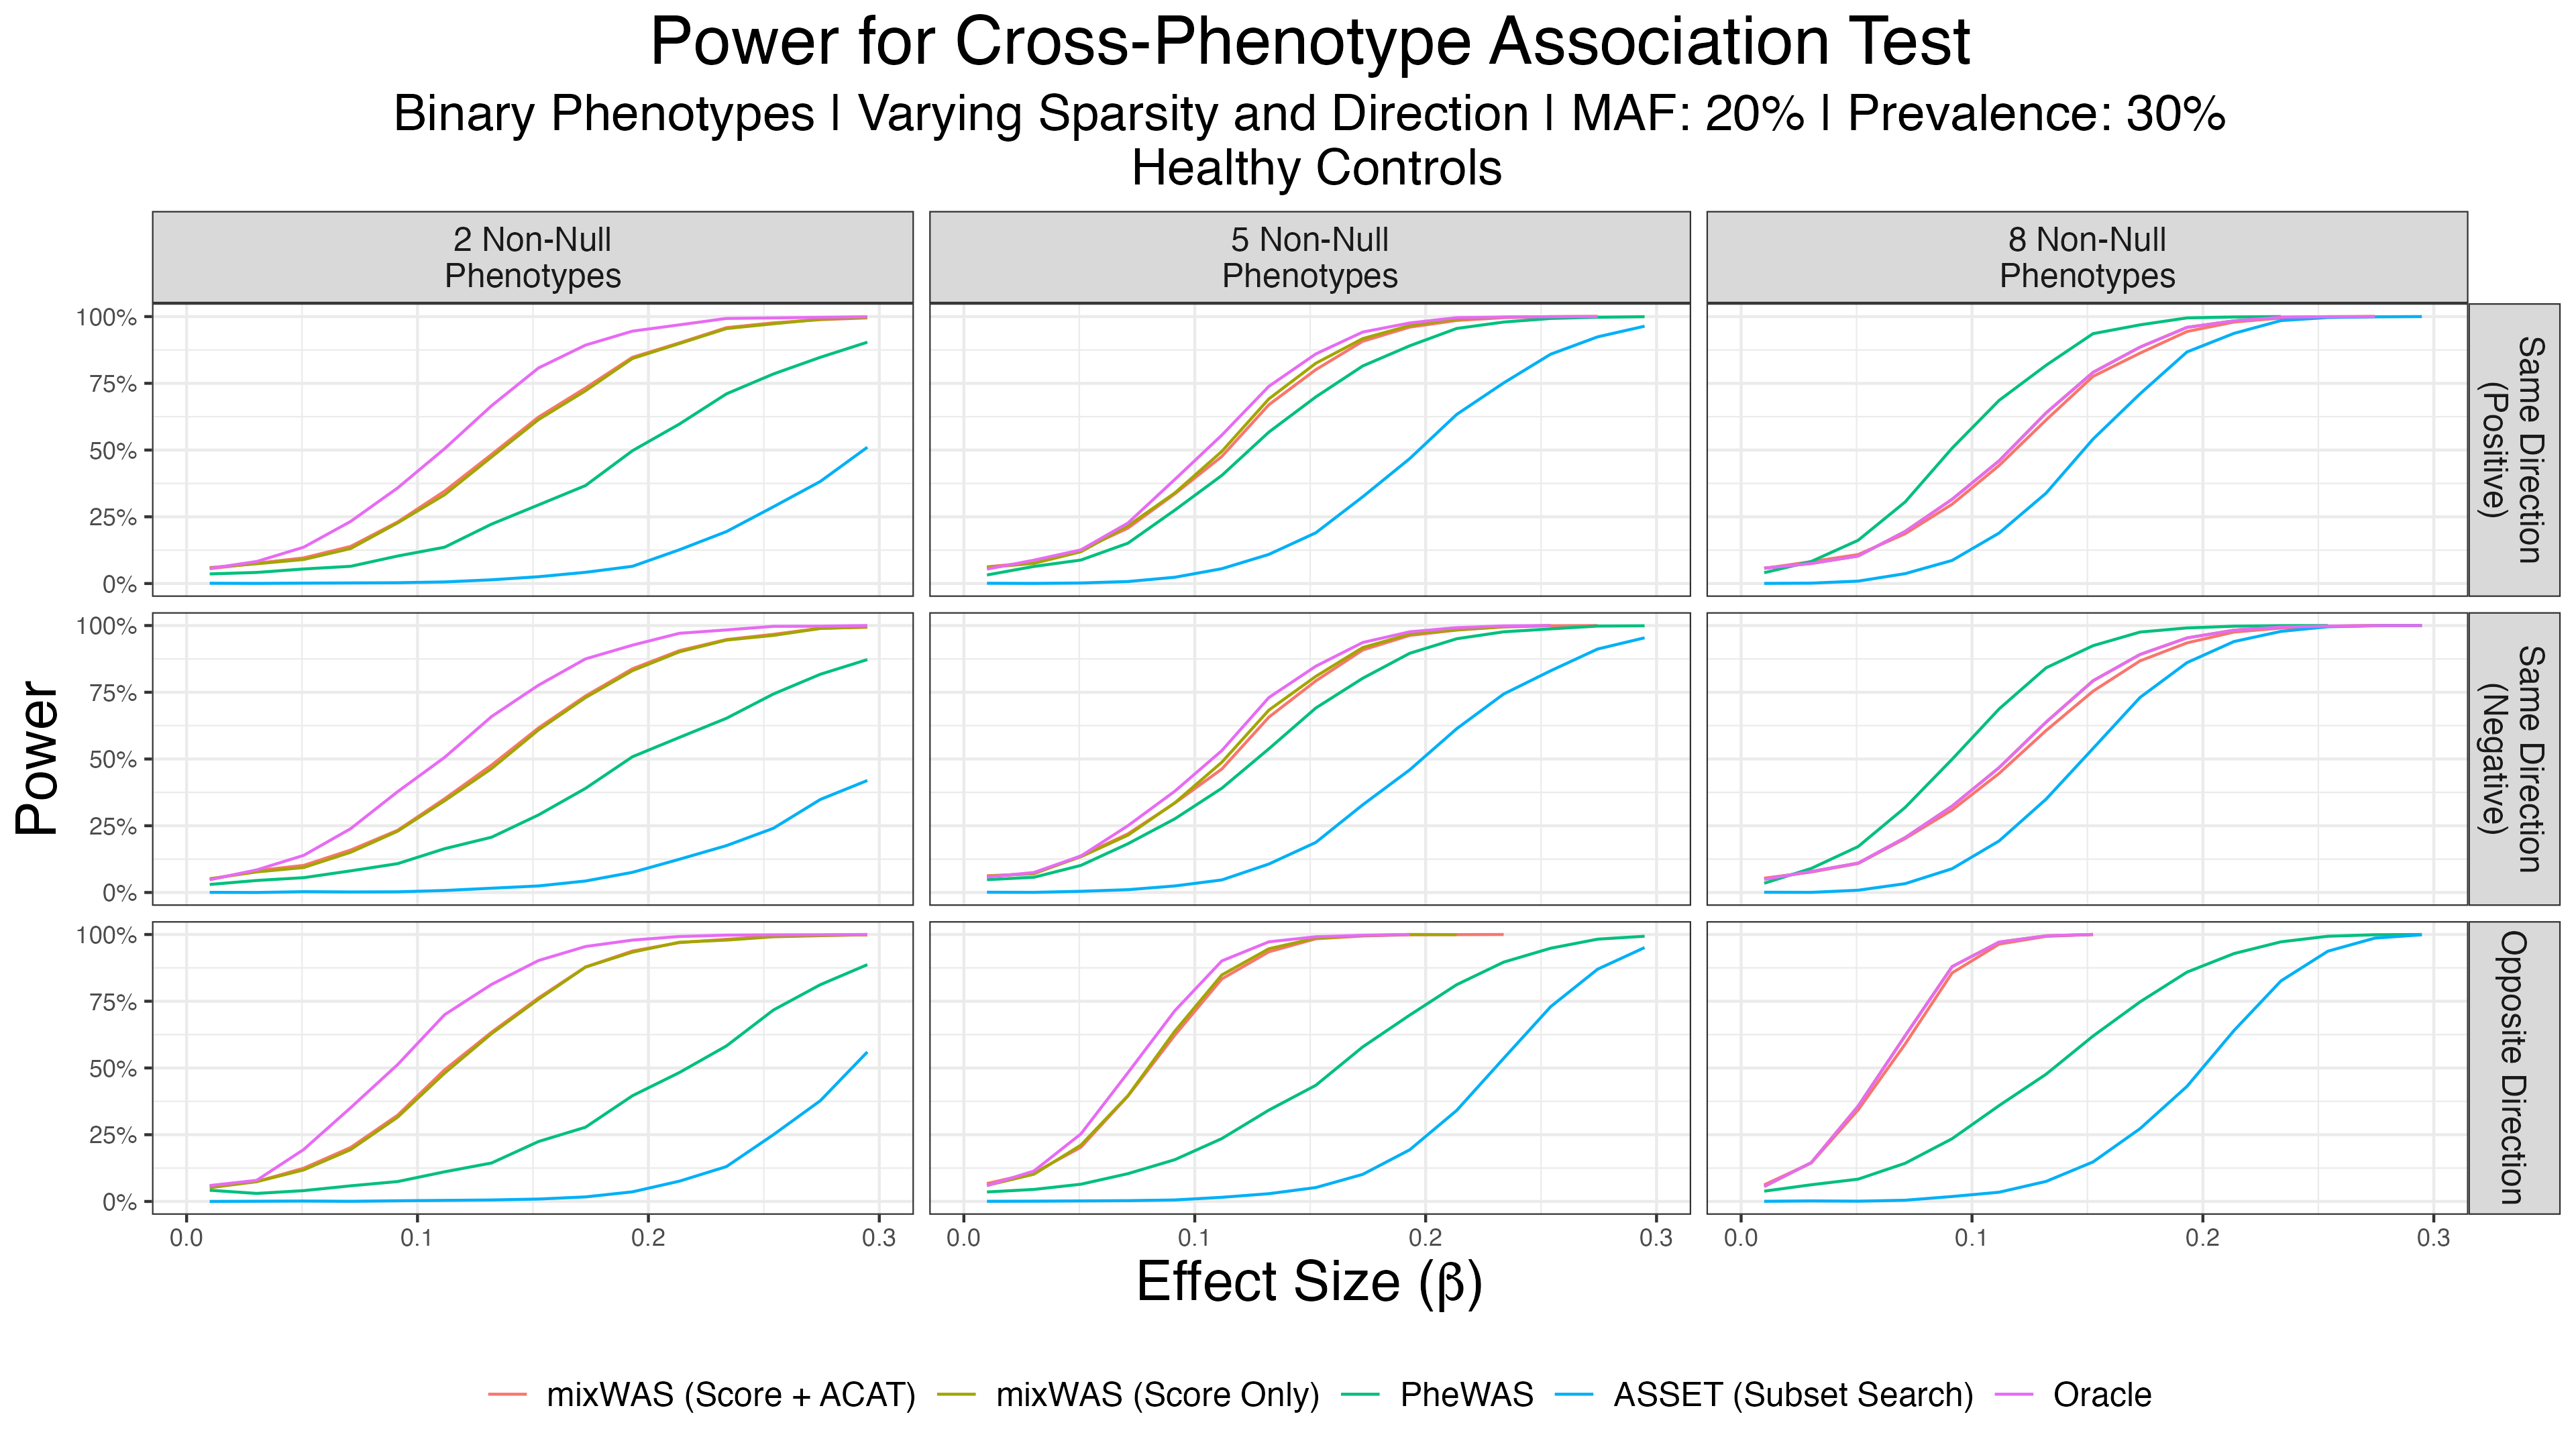 Power for Cross-Phenotype Association Test
Binary Phenotypes | Varying Sparsity and Direction | MAF: 20% | Prevalence: 30%
Healthy Controls
2 Non-Null
Phenotypes
5 Non-Null
Phenotypes
8 Non-Null
Phenotypes
100%
75%
50%
25%
0%
Same Direction
(Positive)
100%
75%
50%
25%
0%
Same Direction
(Negative)
100%
75%
50%
25%
0%
Opposite Direction
Power
0.0 0.1 0.2 0.3
0.0 0.1 0.2 0.3
0.0 0.1 0.2 0.3
Effect Size (β)
mixWAS (Score + ACAT) mixWAS (Score Only) PheWAS ASSET (Subset Search) Oracle